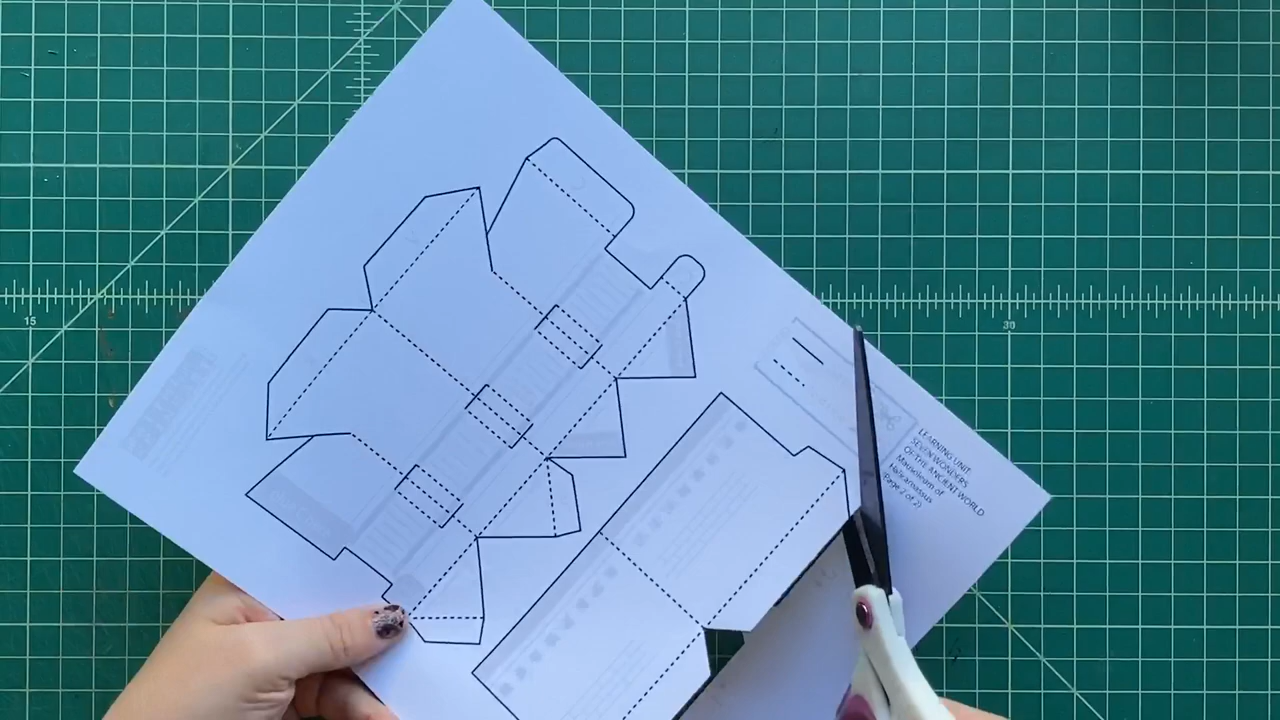 15
30
LEARNING UNIT
SEVEN WONDERS
OF THE ANCIENT WORLD
Mausoleum of
Halicarnassus
(Page 2 of 2)